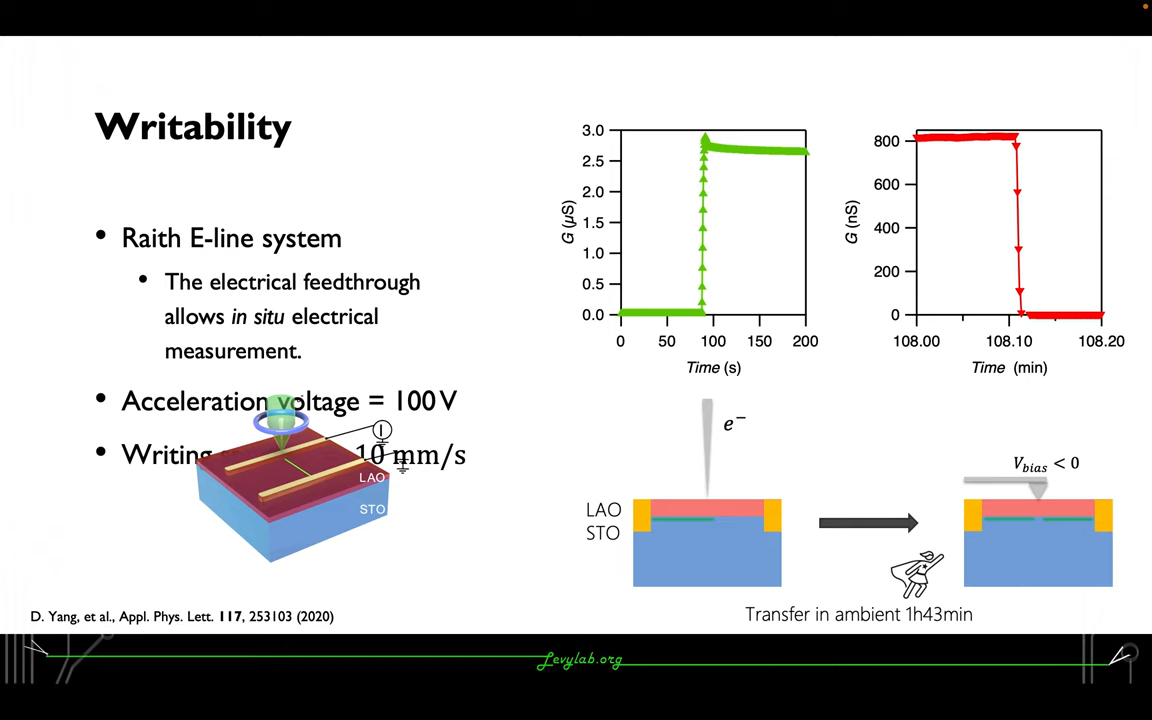 Writability
• Raith E-line system
• The electrical feedthrough
allows in situ electrical
measurement.
• Acceleration voltage = 100 V
• Writing 10 mm/s
I
LAO
STO
3.0
2.5
2.0
1.5
1.0
0.5
0.0
G (µS)
0 50 100 150 200
Time (s)
800
600
400
200
0
G (nS)
108.00 108.10 108.20
Time (min)
e−
LAO
STO
V_bias < 0
Transfer in ambient 1h43min
D. Yang, et al., Appl. Phys. Lett. 117, 253103 (2020)
Levylab.org